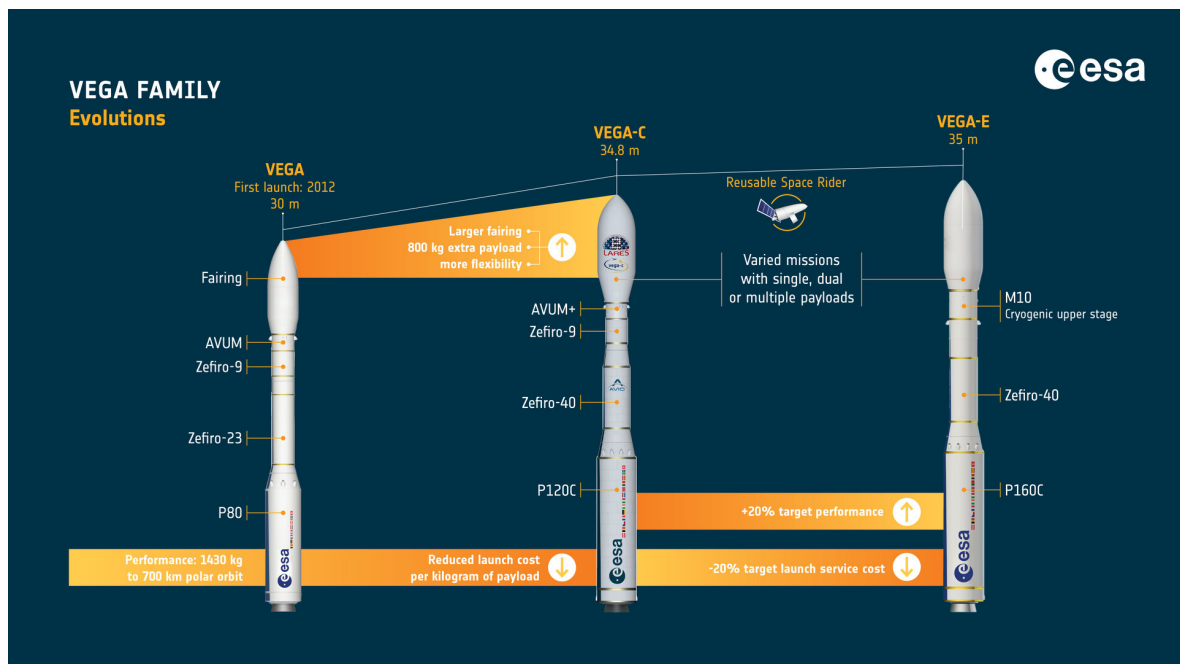 esa
VEGA FAMILY
Evolutions
VEGA
First launch: 2012
30 m
Fairing
AVUM
Zefiro-9
Zefiro-23
P80
esa
Performance: 1430 kg
to 700 km polar orbit
Larger fairing
800 kg extra payload
more flexibility
Reduced launch cost
per kilogram of payload
VEGA-C
34.8 m
LARES
2
vega-c
AVUM+
Zefiro-9
AVIO
Zefiro-40
P120C
esa
Reusable Space Rider
Varied missions
with single, dual
or multiple payloads
+20% target performance
-20% target launch service cost
VEGA-E
35 m
M10
Cryogenic upper stage
Zefiro-40
P160C
esa